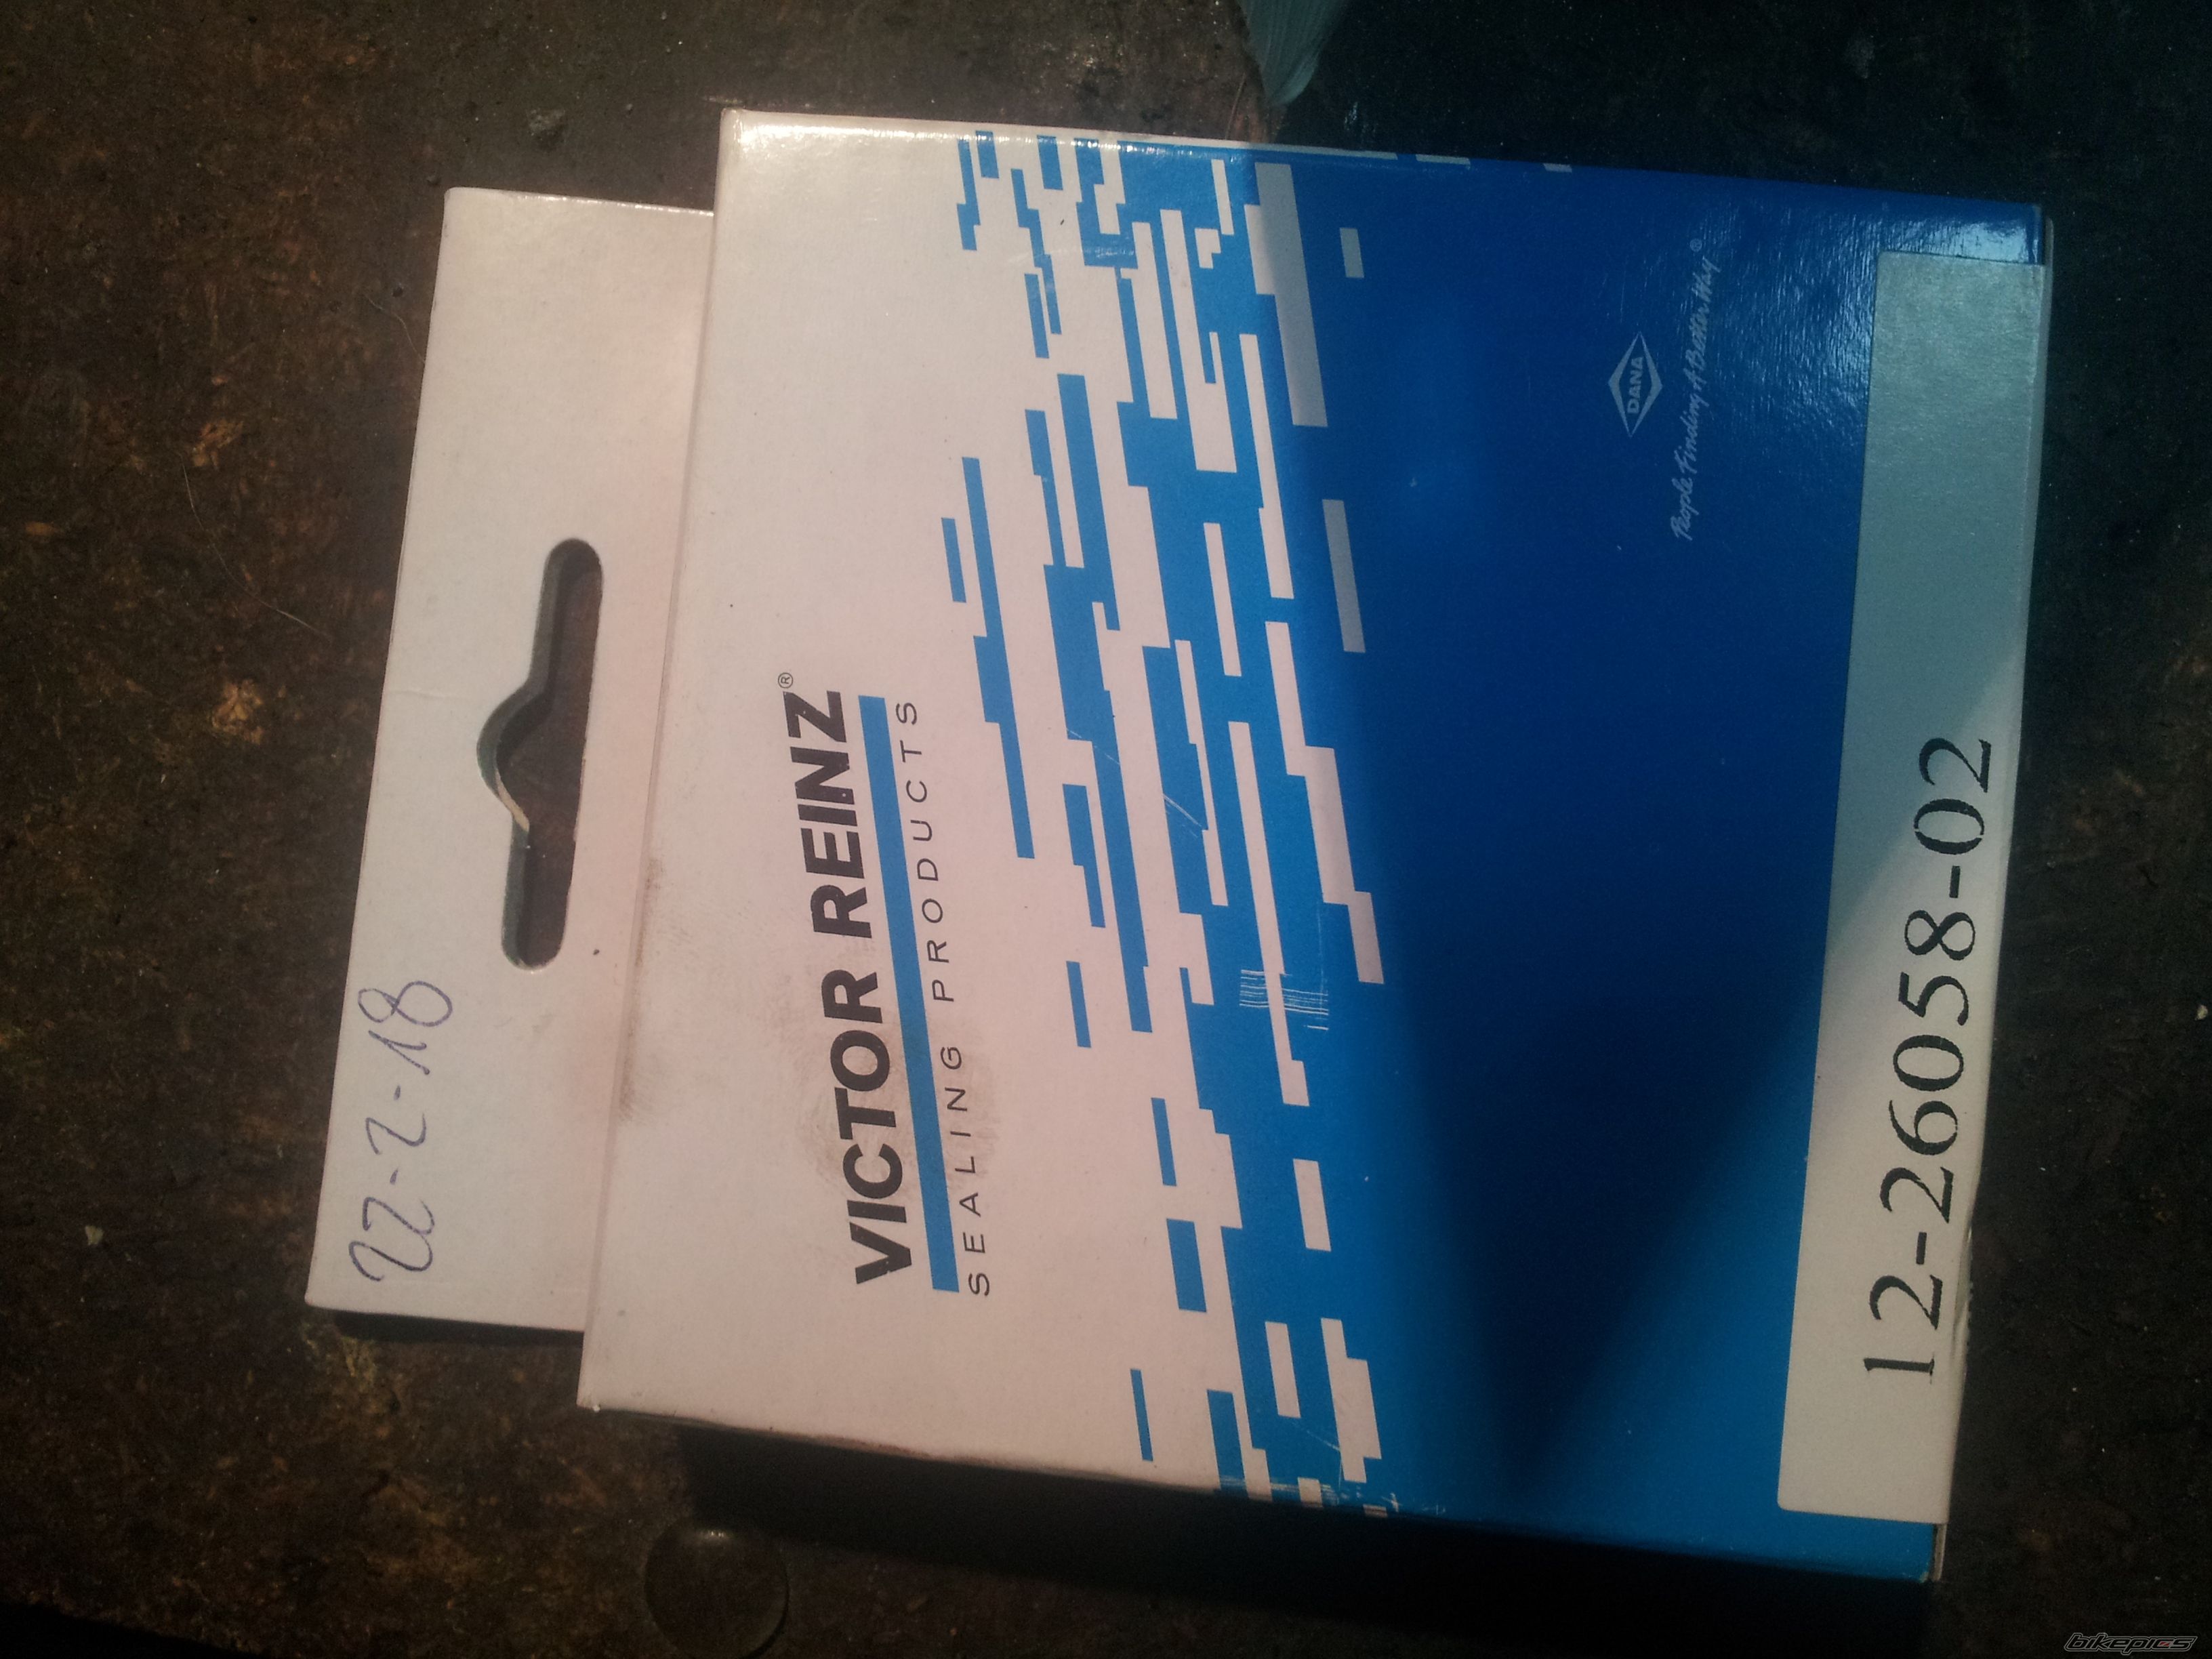 22-2-18
VICTOR REINZ®
SEALING PRODUCTS
DANA
People Finding A Better Way®
12-26058-02
bikepics